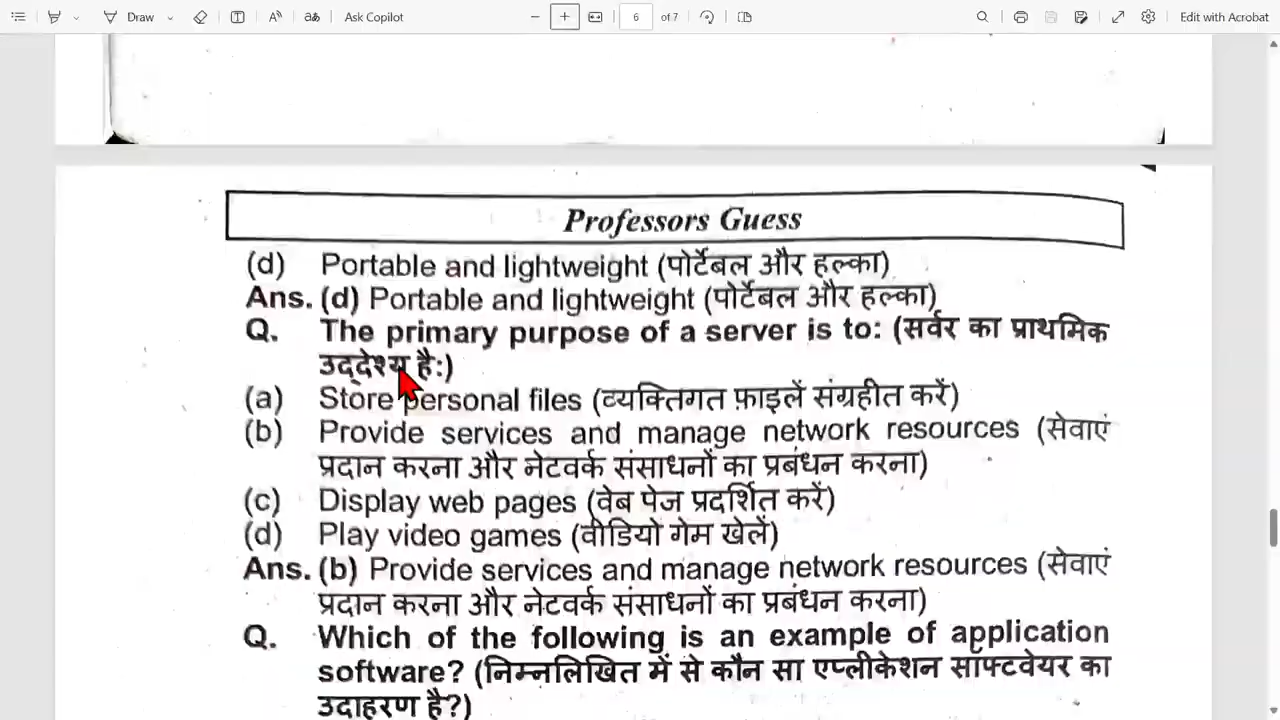 Draw
Ask Copilot
6 of 7
Edit with Acrobat
Professors Guess
(d) Portable and lightweight (पोर्टेबल और हल्का)
Ans. (d) Portable and lightweight (पोर्टेबल और हल्का)
Q. The primary purpose of a server is to: (सर्वर का प्राथमिक
उद्देश्य है:)
(a) Store personal files (व्यक्तिगत फ़ाइलें संग्रहीत करें)
(b) Provide services and manage network resources (सेवाएं
प्रदान करना और नेटवर्क संसाधनों का प्रबंधन करना)
(c) Display web pages (वेब पेज प्रदर्शित करें)
(d) Play video games (वीडियो गेम खेलें)
Ans. (b) Provide services and manage network resources (सेवाएं
प्रदान करना और नेटवर्क संसाधनों का प्रबंधन करना)
Q. Which of the following is an example of application
software? (निम्नलिखित में से कौन सा एप्लीकेशन सॉफ्टवेयर का
उदाहरण है?)